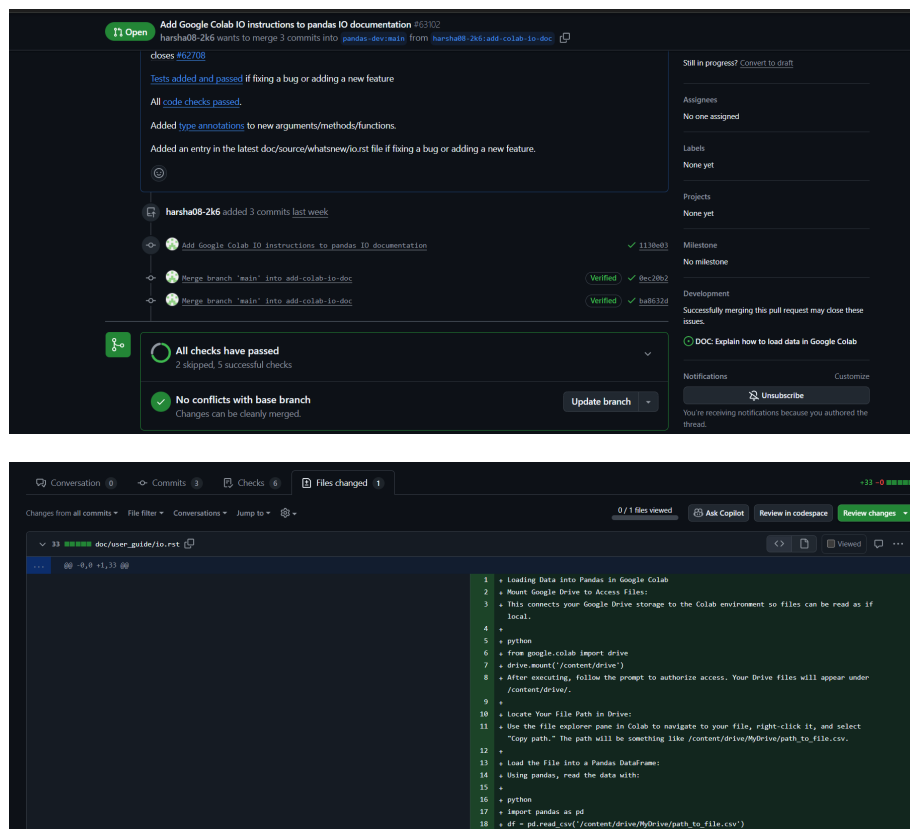 Open
Add Google Colab IO instructions to pandas IO documentation #63102
harsha08-2k6 wants to merge 3 commits into pandas-dev:main from harsha08-2k6:add-colab-io-doc
closes #62708
Tests added and passed if fixing a bug or adding a new feature
All code checks passed.
Added type annotations to new arguments/methods/functions.
Added an entry in the latest doc/source/whatsnew/io.rst file if fixing a bug or adding a new feature.
harsha08-2k6 added 3 commits last week
Add Google Colab IO instructions to pandas IO documentation 1130e03
Merge branch 'main' into add-colab-io-doc Verified 0ec20b2
Merge branch 'main' into add-colab-io-doc Verified ba8632d
All checks have passed
2 skipped, 5 successful checks
No conflicts with base branch
Changes can be cleanly merged.
Update branch
Still in progress? Convert to draft
Assignees
No one assigned
Labels
None yet
Projects
None yet
Milestone
No milestone
Development
Successfully merging this pull request may close these
issues.
DOC: Explain how to load data in Google Colab
Notifications Customize
Unsubscribe
You're receiving notifications because you authored the
thread.
Conversation 0 Commits 3 Checks 6 Files changed 1 +33 -0
Changes from all commits File filter Conversations Jump to 0 / 1 files viewed Ask Copilot Review in codespace Review changes
33 doc/user_guide/io.rst Viewed
... @@ -0,0 +1,33 @@
1 + Loading Data into Pandas in Google Colab
2 + Mount Google Drive to Access Files:
3 + This connects your Google Drive storage to the Colab environment so files can be read as if
local.
4 +
5 + python
6 + from google.colab import drive
7 + drive.mount('/content/drive')
8 + After executing, follow the prompt to authorize access. Your Drive files will appear under
/content/drive/.
9 +
10 + Locate Your File Path in Drive:
11 + Use the file explorer pane in Colab to navigate to your file, right-click it, and select
"Copy path." The path will be something like /content/drive/MyDrive/path_to_file.csv.
12 +
13 + Load the File into a Pandas DataFrame:
14 + Using pandas, read the data with:
15 +
16 + python
17 + import pandas as pd
18 + df = pd.read_csv('/content/drive/MyDrive/path_to_file.csv')